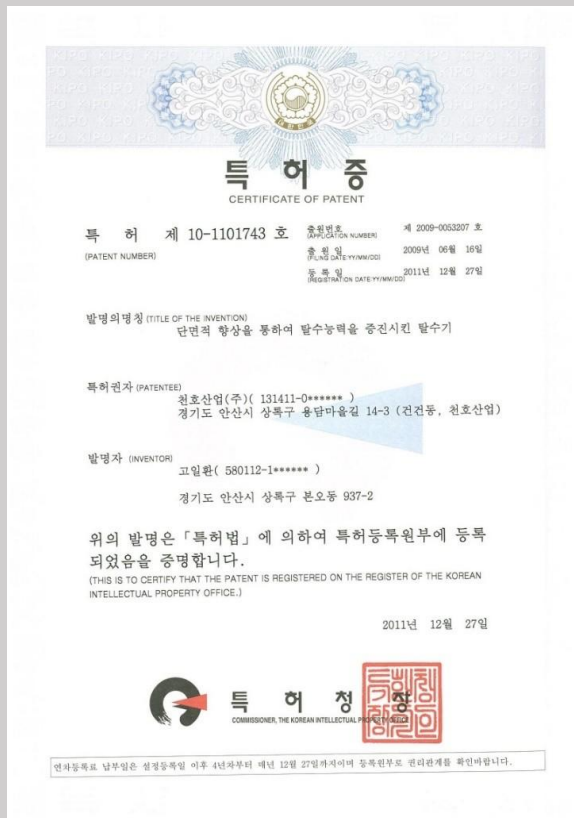 대한민국
특 허 증
CERTIFICATE OF PATENT
특 허 제 10-1101743 호
(PATENT NUMBER)
출원번호 제 2009-0053207 호
(APPLICATION NUMBER)
출 원 일 2009년 06월 16일
(FILING DATE:YY/MM/DD)
등 록 일 2011년 12월 27일
(REGISTRATION DATE:YY/MM/DD)
발명의명칭 (TITLE OF THE INVENTION)
단면적 향상을 통하여 탈수능력을 증진시킨 탈수기
특허권자 (PATENTEE)
천호산업(주)( 131411-0****** )
경기도 안산시 상록구 용담마을길 14-3 (건건동, 천호산업)
발명자 (INVENTOR)
고일환( 580112-1****** )
경기도 안산시 상록구 본오동 937-2
위의 발명은 「특허법」에 의하여 특허등록원부에 등록
되었음을 증명합니다.
(THIS IS TO CERTIFY THAT THE PATENT IS REGISTERED ON THE REGISTER OF THE KOREAN
INTELLECTUAL PROPERTY OFFICE.)
2011년 12월 27일
특 허 청 장
COMMISSIONER, THE KOREAN INTELLECTUAL PROPERTY OFFICE
연차등록료 납부일은 설정등록일 이후 4년차부터 매년 12월 27일까지이며 등록원부로 권리관계를 확인바랍니다.